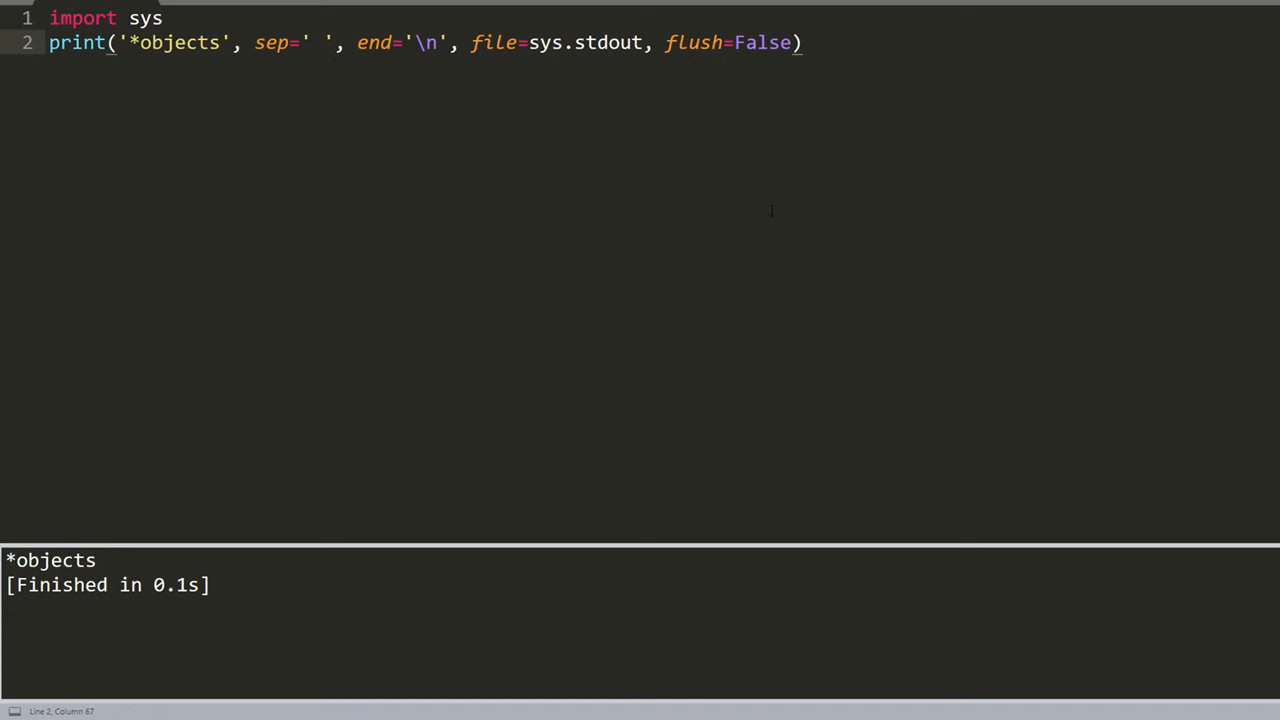 1 import sys
2 print('*objects', sep=' ', end='\n', file=sys.stdout, flush=False)
*objects
[Finished in 0.1s]
Line 2, Column 67